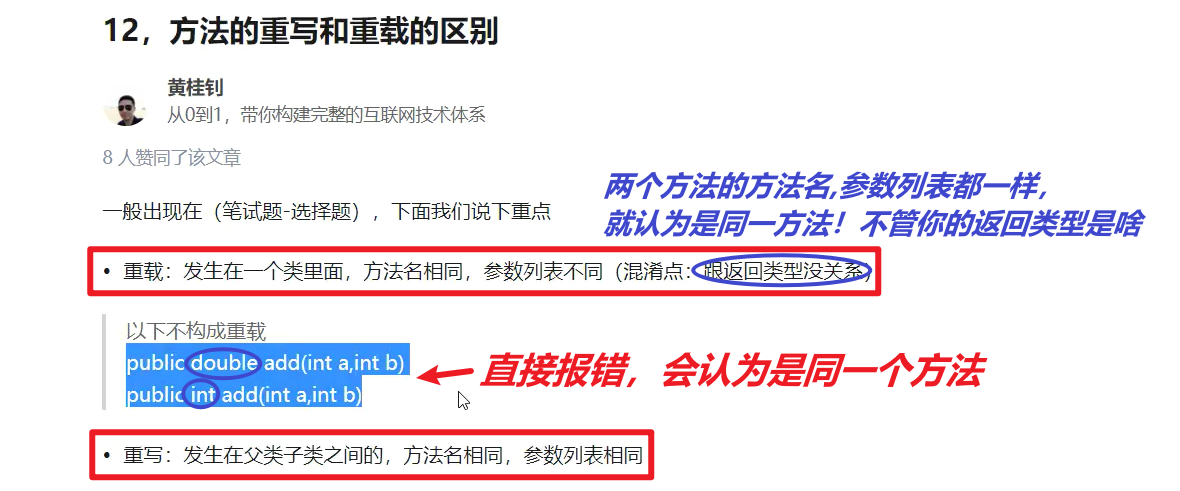 12，方法的重写和重载的区别
黄桂钊
从0到1，带你构建完整的互联网技术体系
8 人赞同了该文章
两个方法的方法名,参数列表都一样,
就认为是同一方法！不管你的返回类型是啥
一般出现在（笔试题-选择题），下面我们说下重点
• 重载：发生在一个类里面，方法名相同，参数列表不同（混淆点：跟返回类型没关系）
以下不构成重载
public double add(int a,int b)
public int add(int a,int b)
直接报错，会认为是同一个方法
• 重写：发生在父类子类之间的，方法名相同，参数列表相同